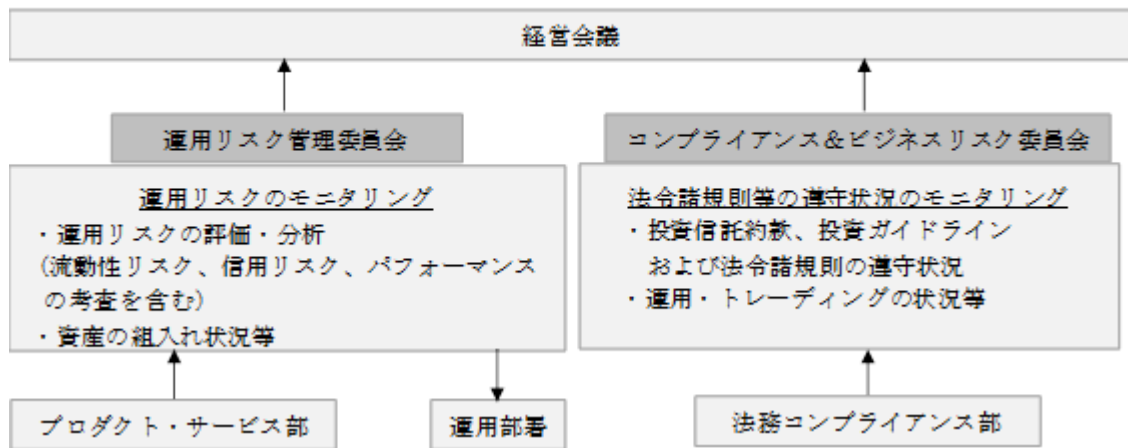 経営会議
運用リスク管理委員会
運用リスクのモニタリング
・運用リスクの評価・分析
(流動性リスク、信用リスク、パフォーマンス
の考査を含む)
・資産の組入れ状況等
プロダクト・サービス部
運用部署
コンプライアンス＆ビジネスリスク委員会
法令諸規則等の遵守状況のモニタリング
・投資信託約款、投資ガイドライン
および法令諸規則の遵守状況
・運用・トレーディングの状況等
法務コンプライアンス部